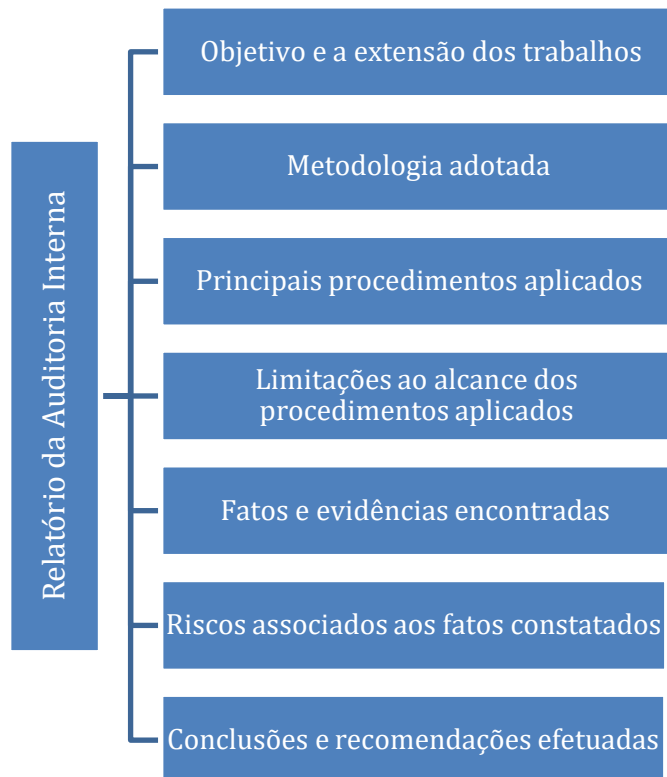 Relatório da Auditoria Interna
Objetivo e a extensão dos trabalhos
Metodologia adotada
Principais procedimentos aplicados
Limitações ao alcance dos
procedimentos aplicados
Fatos e evidências encontradas
Riscos associados aos fatos constatados
Conclusões e recomendações efetuadas